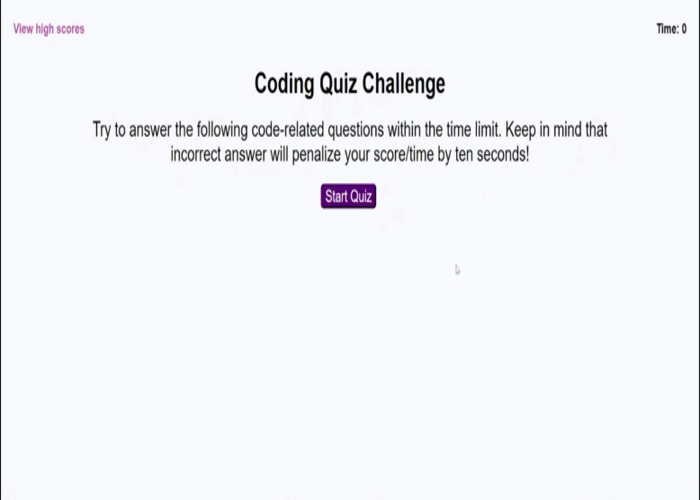 View high scores
Time: 0
Coding Quiz Challenge
Try to answer the following code-related questions within the time limit. Keep in mind that
incorrect answer will penalize your score/time by ten seconds!
Start Quiz